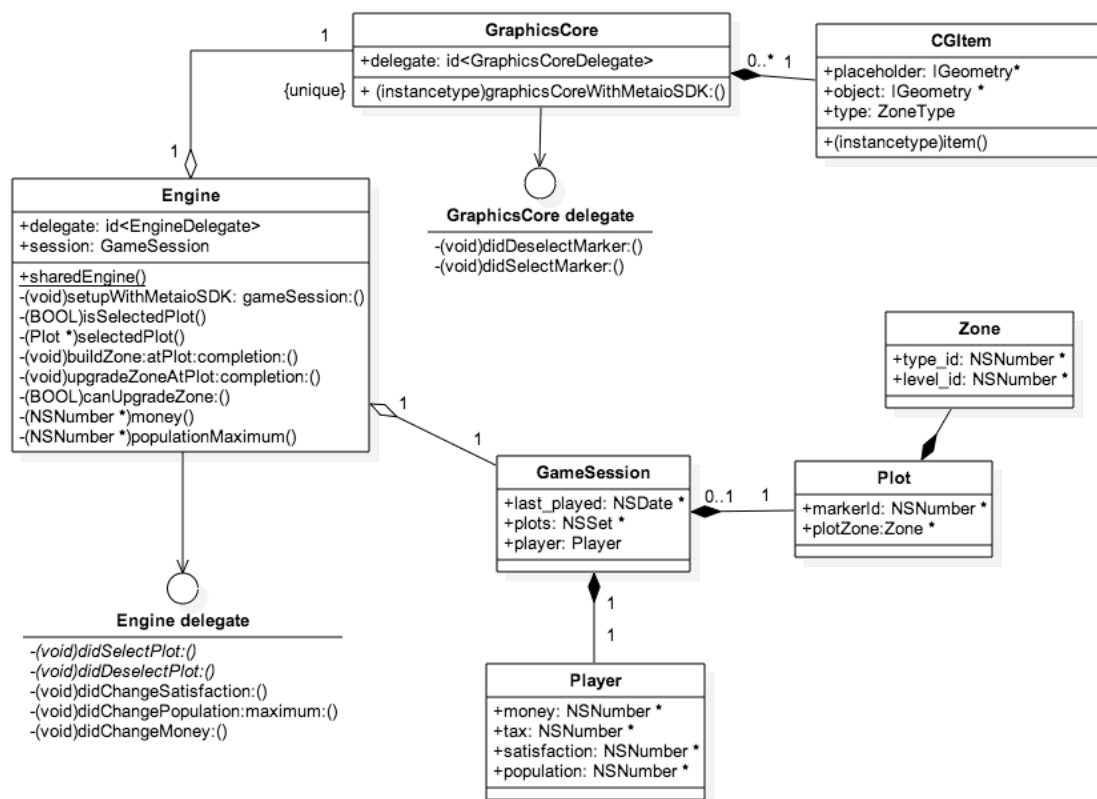 GraphicsCore
+delegate: id<GraphicsCoreDelegate>
+ (instancetype)graphicsCoreWithMetaioSDK:()
1
{unique}
1
0..*
1
CGItem
+placeholder: IGeometry*
+object: IGeometry *
+type: ZoneType
+(instancetype)item()
GraphicsCore delegate
-(void)didDeselectMarker:()
-(void)didSelectMarker:()
Engine
+delegate: id<EngineDelegate>
+session: GameSession
+sharedEngine()
-(void)setupWithMetaioSDK: gameSession:()
-(BOOL)isSelectedPlot()
-(Plot *)selectedPlot()
-(void)buildZone:atPlot:completion:()
-(void)upgradeZoneAtPlot:completion:()
-(BOOL)canUpgradeZone:()
-(NSNumber *)money()
-(NSNumber *)populationMaximum()
1
1
Zone
+type_id: NSNumber *
+level_id: NSNumber *
GameSession
+last_played: NSDate *
+plots: NSSet *
+player: Player
0..1
1
Plot
+markerId: NSNumber *
+plotZone:Zone *
1
1
Engine delegate
-(void)didSelectPlot:()
-(void)didDeselectPlot:()
-(void)didChangeSatisfaction:()
-(void)didChangePopulation:maximum:()
-(void)didChangeMoney:()
Player
+money: NSNumber *
+tax: NSNumber *
+satisfaction: NSNumber *
+population: NSNumber *